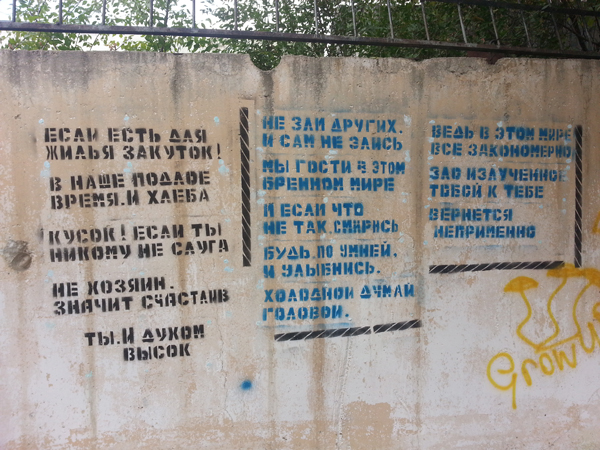 ЕСЛИ ЕСТЬ ДЛЯ
ЖИЛЬЯ ЗАКУТОК!
В НАШЕ ПОДЛОЕ
ВРЕМЯ.И ХЛЕБА
КУСОК! ЕСЛИ ТЫ
НИКОМУ НЕ СЛУГА
НЕ ХОЗЯИН.
ЗНАЧИТ СЧАСТЛИВ
ТЫ.И ДУХОМ
ВЫСОК
НЕ ЗЛИ ДРУГИХ.
И САМ НЕ ЗЛИСЬ
МЫ ГОСТИ В ЭТОМ
БРЕННОМ МИРЕ
И ЕСЛИ ЧТО
НЕ ТАК.СМИРИСЬ
БУДЬ.ПО УМНЕЙ.
И УЛЫБНИСЬ.
ХОЛОДНОЙ ДУМАЙ
ГОЛОВОЙ.
ВЕДЬ В ЭТОМ МИРЕ
ВСЕ ЗАКОНОМЕРНО
ЗЛО ИЗЛУЧЕННОЕ
ТОБОЙ К ТЕБЕ
ВЕРНЕТСЯ
НЕПРИМЕННО
Grow